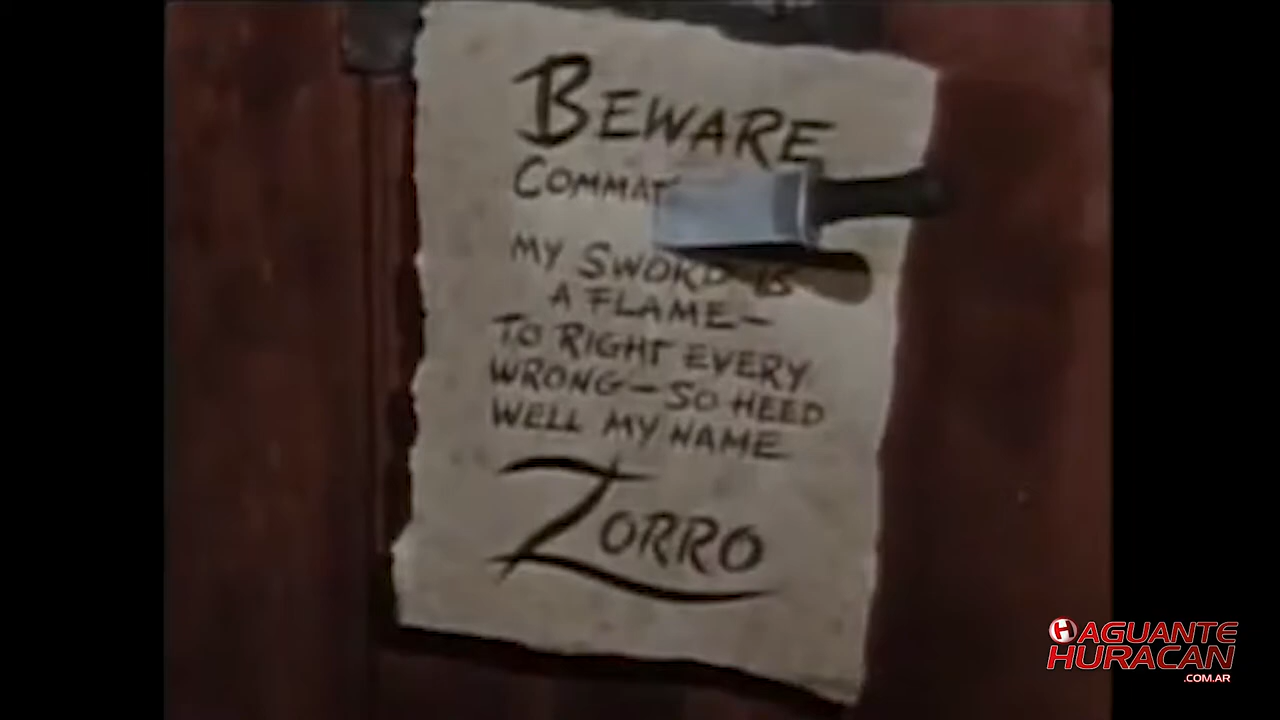 BEWARE
MY SWORD IS
A FLAME—
TO RIGHT EVERY
WRONG—SO HEED
WELL MY NAME
ZORRO
H AGUANTE
HURACAN
.COM.AR